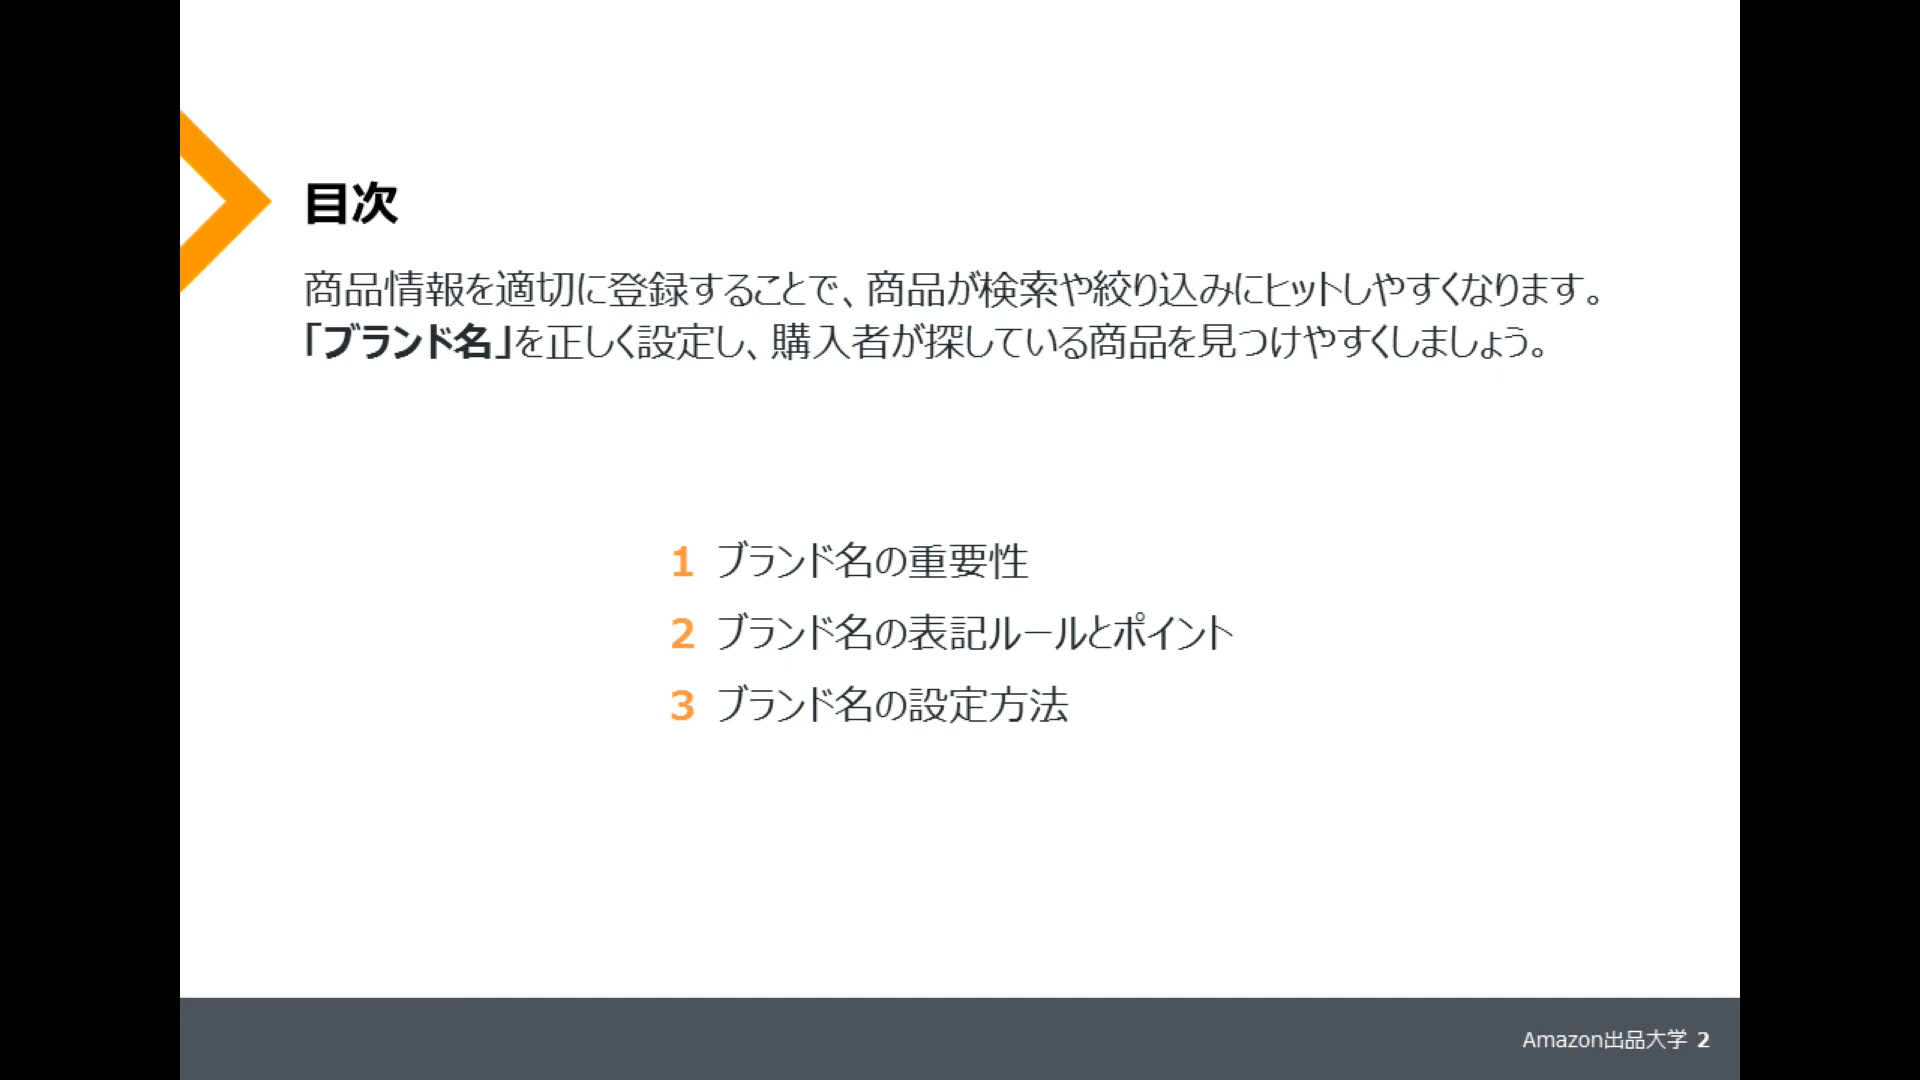 目次
商品情報を適切に登録することで、商品が検索や絞り込みにヒットしやすくなります。
「ブランド名」を正しく設定し、購入者が探している商品を見つけやすくしましょう。
1 ブランド名の重要性
2 ブランド名の表記ルールとポイント
3 ブランド名の設定方法
Amazon出品大学 2